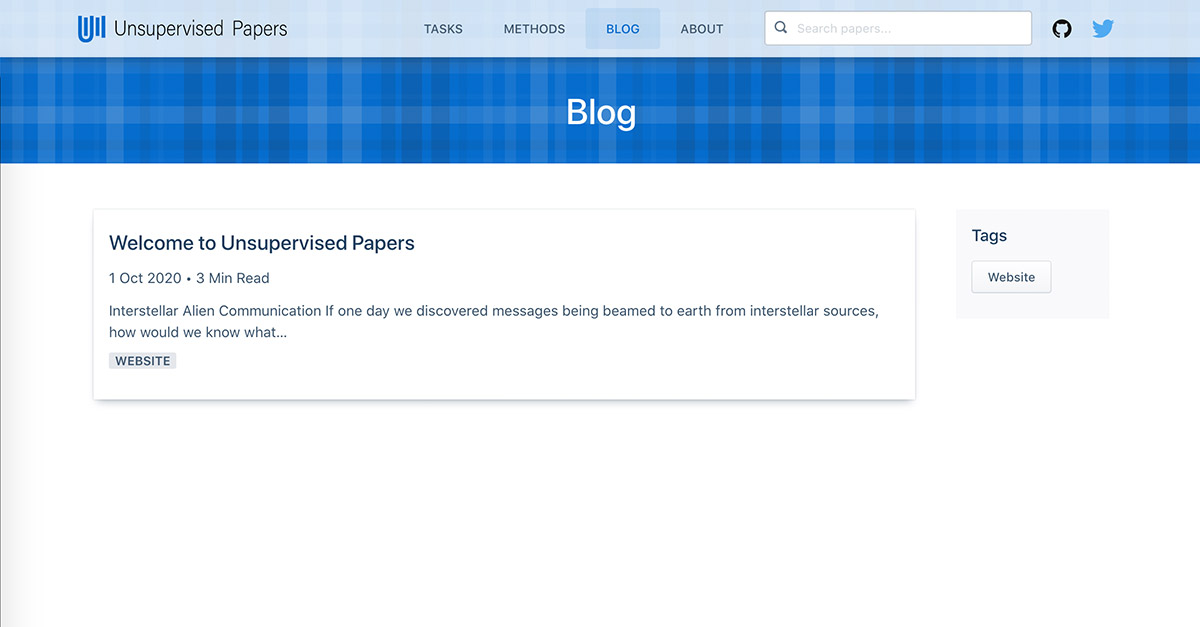 Unsupervised Papers
TASKS
METHODS
BLOG
ABOUT
Search papers...
Blog
Welcome to Unsupervised Papers
1 Oct 2020 • 3 Min Read
Interstellar Alien Communication If one day we discovered messages being beamed to earth from interstellar sources,
how would we know what...
WEBSITE
Tags
Website